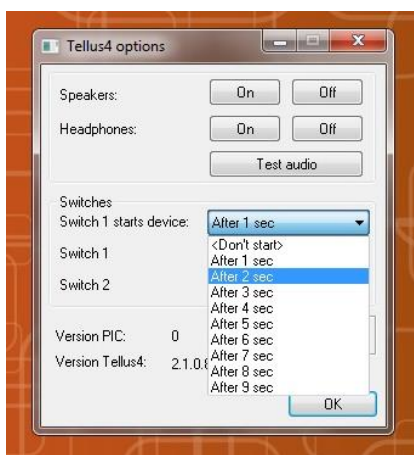 Tellus4 options
Speakers: On Off
Headphones: On Off
Test audio
Switches
Switch 1 starts device: After 1 sec
<Don't start>
Switch 1
After 1 sec
After 2 sec
Switch 2
After 3 sec
After 4 sec
After 5 sec
Version PIC: 0
After 6 sec
After 7 sec
Version Tellus4: 2.1.0.
After 8 sec
After 9 sec
OK